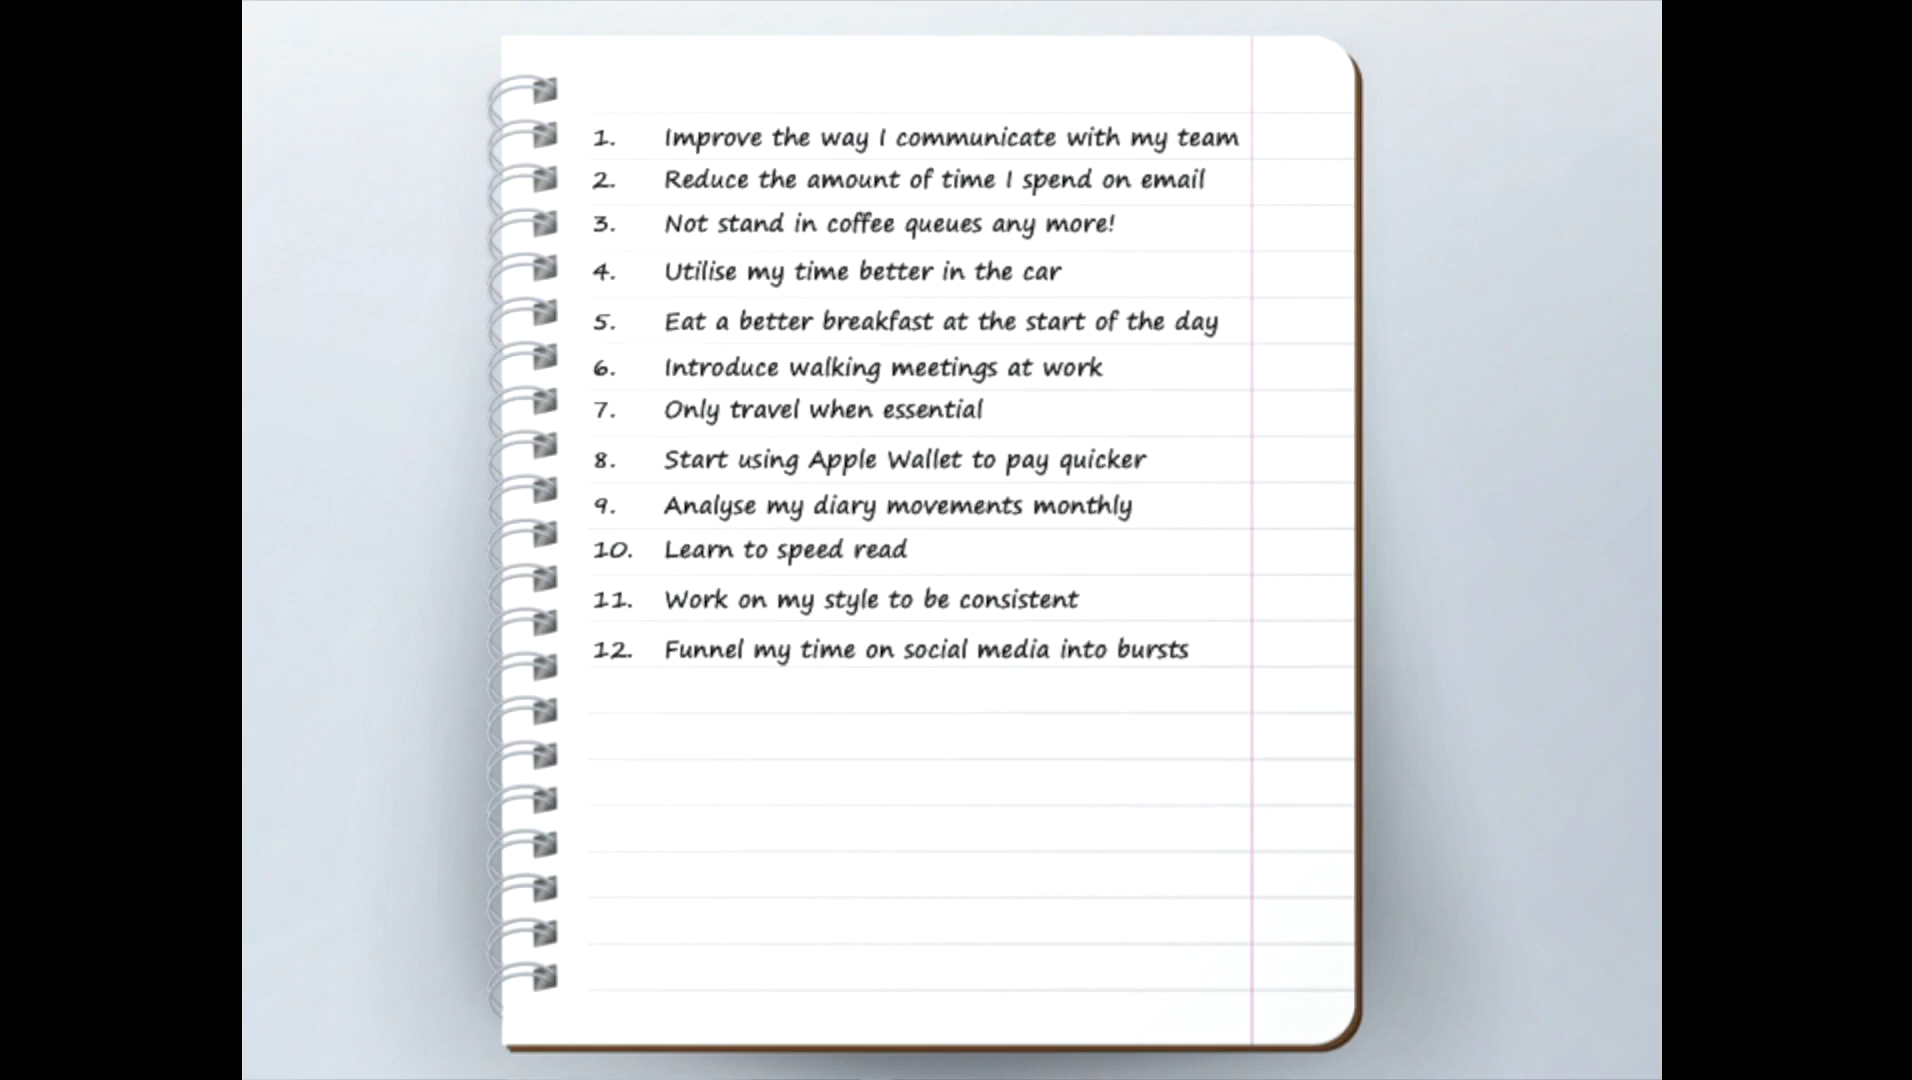 1. Improve the way I communicate with my team
2. Reduce the amount of time I spend on email
3. Not stand in coffee queues any more!
4. Utilise my time better in the car
5. Eat a better breakfast at the start of the day
6. Introduce walking meetings at work
7. Only travel when essential
8. Start using Apple Wallet to pay quicker
9. Analyse my diary movements monthly
10. Learn to speed read
11. Work on my style to be consistent
12. Funnel my time on social media into bursts